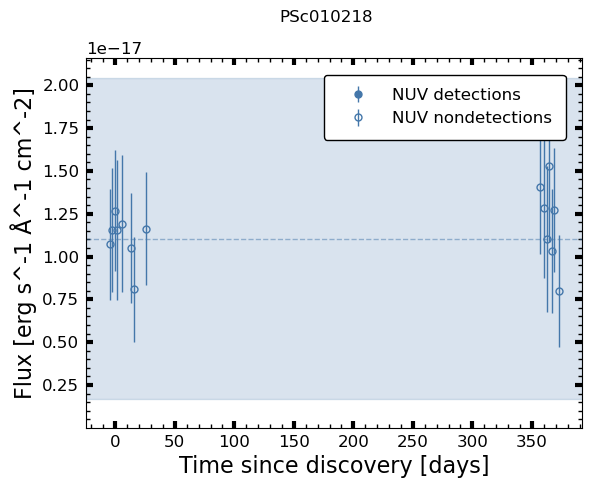 PSc010218
1e−17
NUV detections
NUV nondetections
2.00
1.75
1.50
1.25
1.00
0.75
0.50
0.25
Flux [erg s^-1 Å^-1 cm^-2]
0 50 100 150 200 250 300 350
Time since discovery [days]